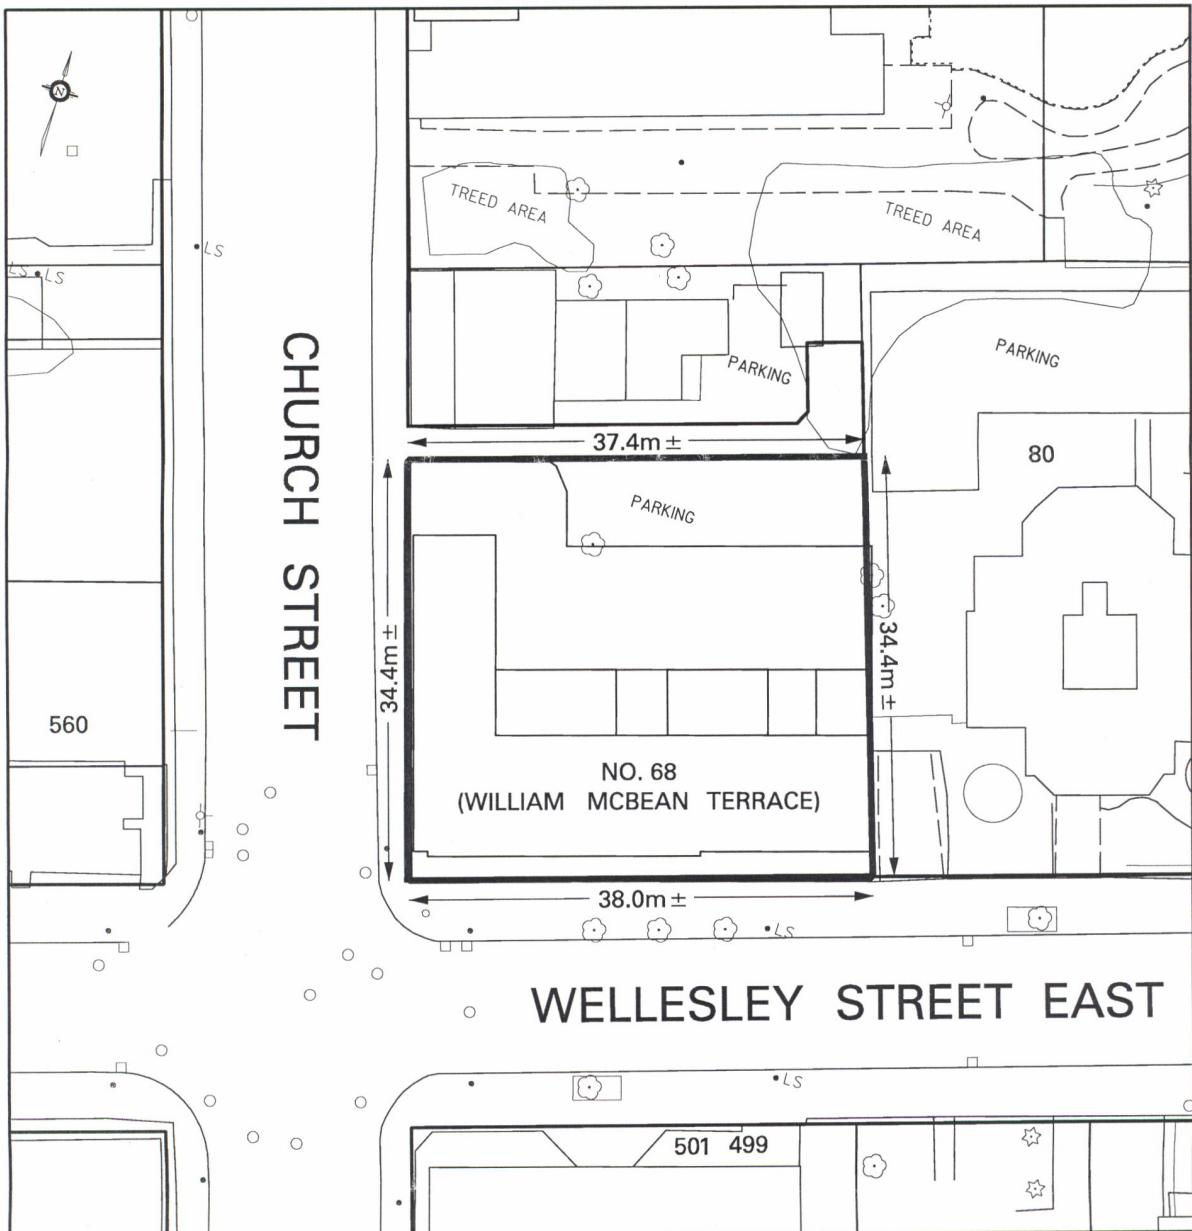 N
TREED AREA
TREED AREA
LS
LS
LS
CHURCH STREET
PARKING
PARKING
37.4m ±
80
PARKING
34.4m ±
34.4m ±
560
NO. 68
(WILLIAM MCBEAN TERRACE)
38.0m ±
LS
WELLESLEY STREET EAST
LS
501 499